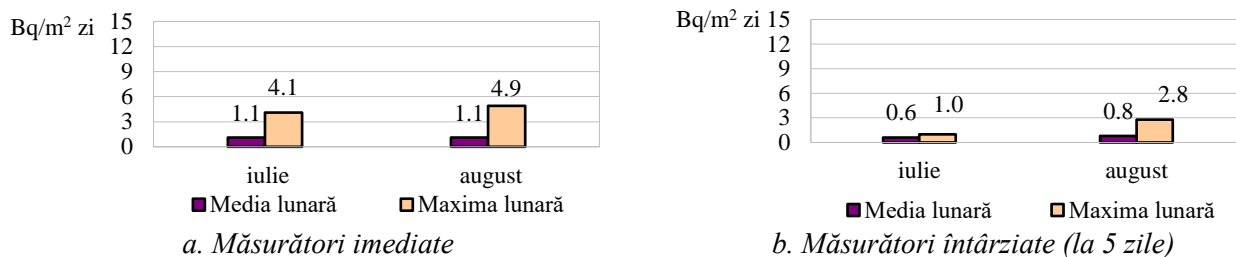 Bq/m² zi
15
12
9
6
3
0
1.1
4.1
1.1
4.9
iulie
august
Media lunară
Maxima lunară
a. Măsurători imediate
Bq/m² zi
15
12
9
6
3
0
0.6
1.0
0.8
2.8
iulie
august
Media lunară
Maxima lunară
b. Măsurători întârziate (la 5 zile)